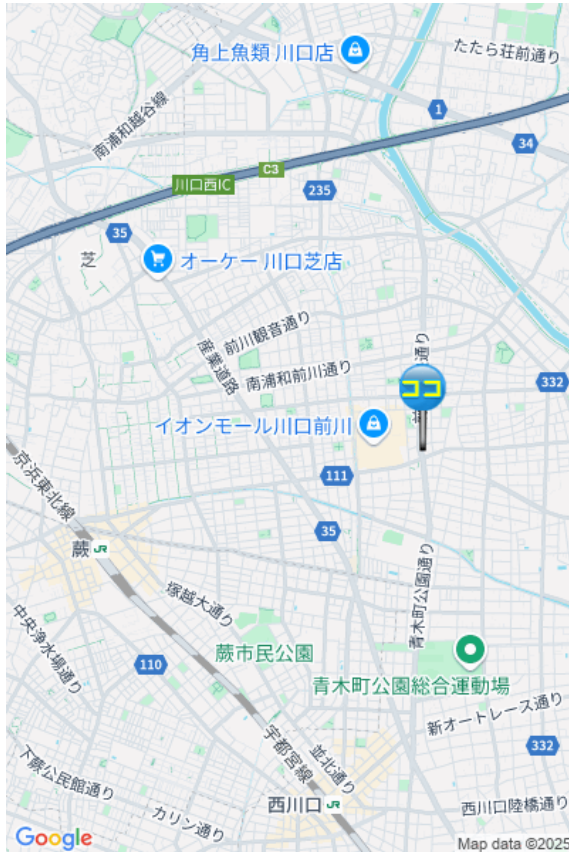 角上魚類 川口店
たたら荘前通り
南浦和越谷線
1
34
C3
川口西IC
235
35
芝
オーケー 川口芝店
前川観音通り
産業道路
南浦和前川通り
通り
ココ
332
イオンモール川口前川
111
京浜東北線
35
蕨 JR
塚越大通り
青木町公園通り
中央浄水場通り
蕨市民公園
110
青木町公園総合運動場
新オートレース通り
宇都宮線
並北通り
332
下蕨公民館通り
西川口 JR
カリン通り
西川口陸橋通り
Google
Map data ©2025